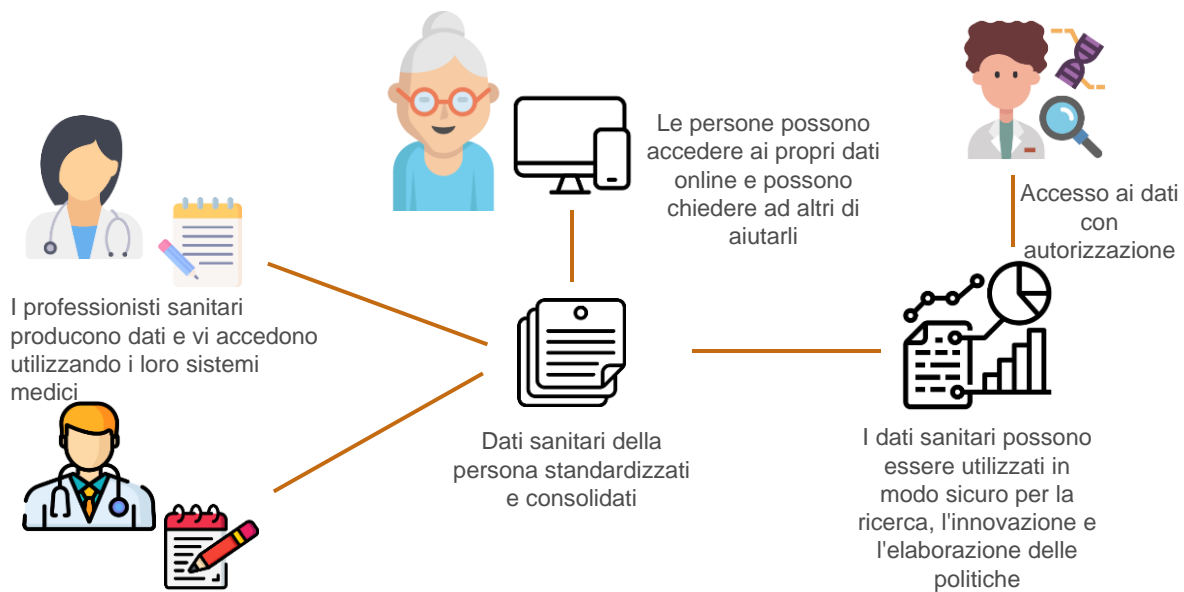 Le persone possono
accedere ai propri dati
online e possono
chiedere ad altri di
aiutarli
Accesso ai dati
con
autorizzazione
I professionisti sanitari
producono dati e vi accedono
utilizzando i loro sistemi
medici
Dati sanitari della
persona standardizzati
e consolidati
I dati sanitari possono
essere utilizzati in
modo sicuro per la
ricerca, l'innovazione e
l'elaborazione delle
politiche